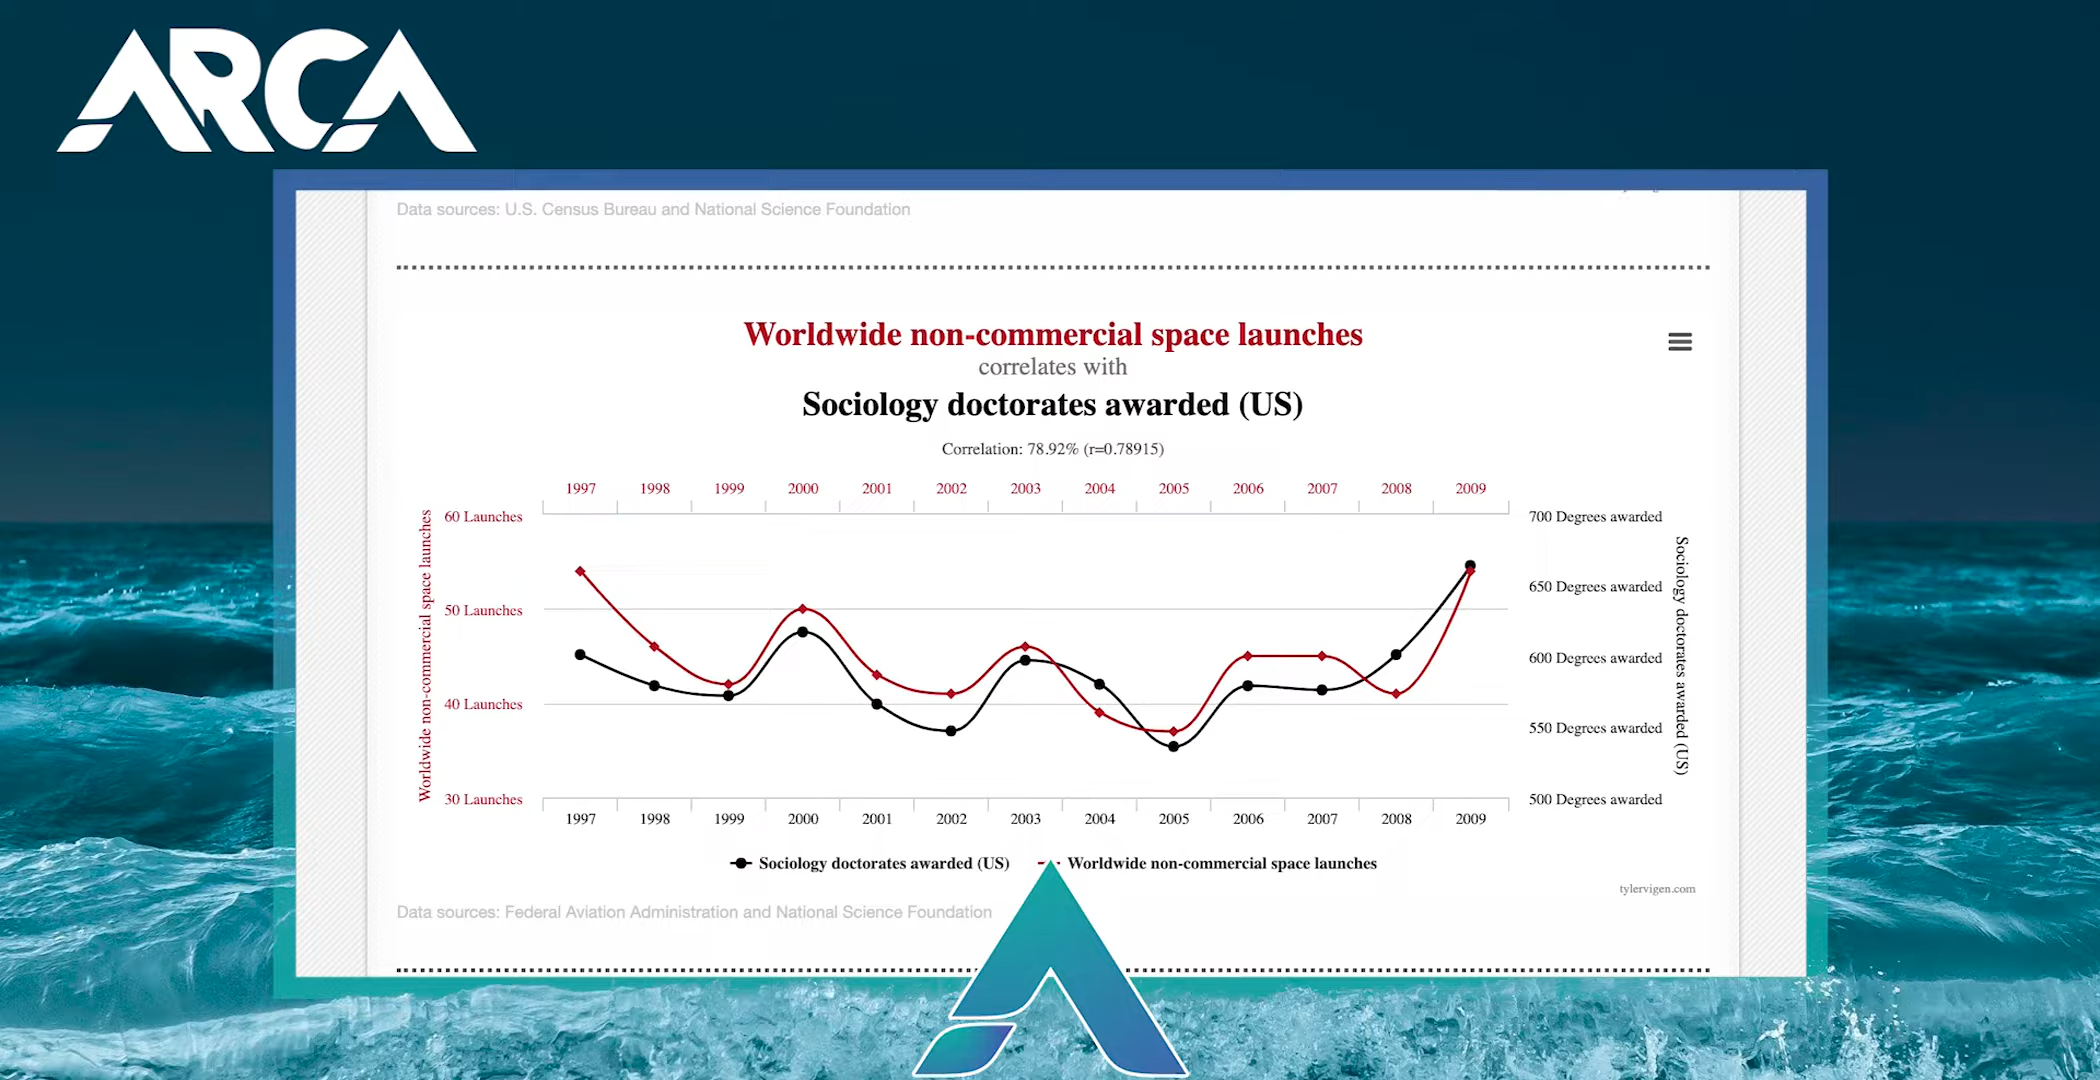 ARCA
Data sources: U.S. Census Bureau and National Science Foundation
Worldwide non-commercial space launches
correlates with
Sociology doctorates awarded (US)
Correlation: 78.92% (r=0.78915)
1997 1998 1999 2000 2001 2002 2003 2004 2005 2006 2007 2008 2009
Worldwide non-commercial space launches
60 Launches
50 Launches
40 Launches
30 Launches
700 Degrees awarded
650 Degrees awarded
600 Degrees awarded
550 Degrees awarded
500 Degrees awarded
Sociology doctorates awarded (US)
1997 1998 1999 2000 2001 2002 2003 2004 2005 2006 2007 2008 2009
Sociology doctorates awarded (US) Worldwide non-commercial space launches
tylervigen.com
Data sources: Federal Aviation Administration and National Science Foundation